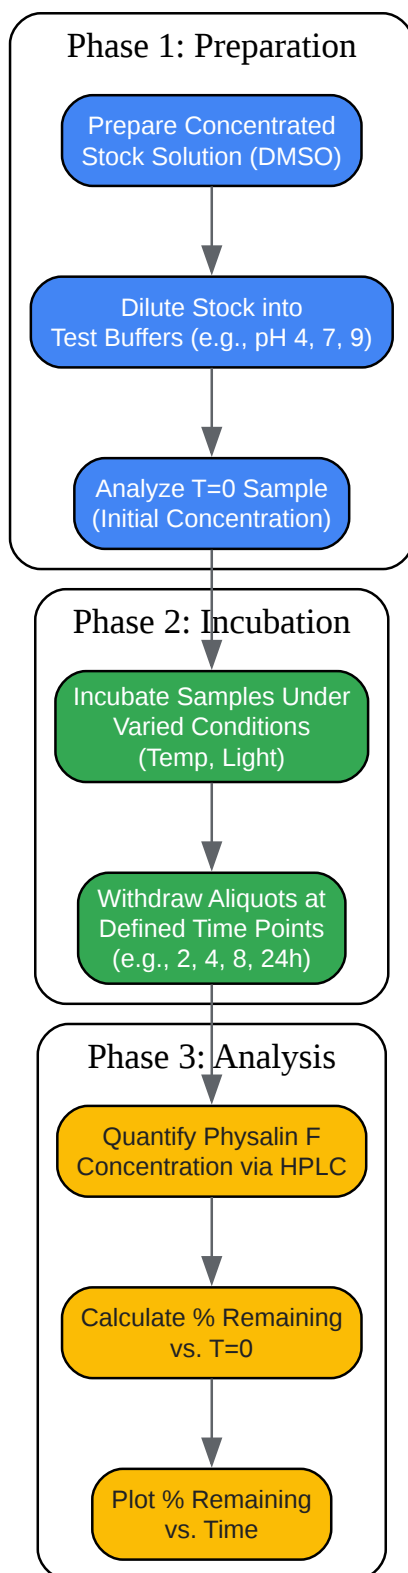 Phase 1: Preparation
Prepare Concentrated
Stock Solution (DMSO)
Dilute Stock into
Test Buffers (e.g., pH 4, 7, 9)
Analyze T=0 Sample
(Initial Concentration)
Phase 2: Incubation
Incubate Samples Under
Varied Conditions
(Temp, Light)
Withdraw Aliquots at
Defined Time Points
(e.g., 2, 4, 8, 24h)
Phase 3: Analysis
Quantify Physalin F
Concentration via HPLC
Calculate % Remaining
vs. T=0
Plot % Remaining
vs. Time